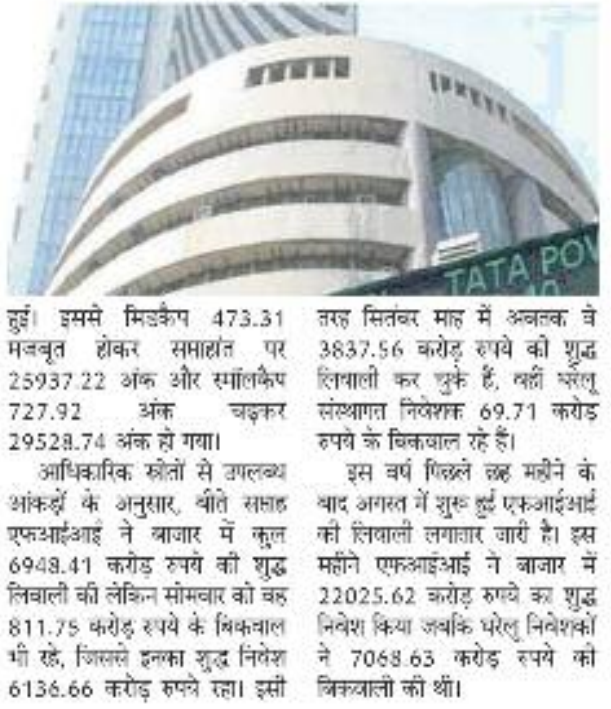 TATA POW
हुई। इससे मिडकैप 473.31
मजबूत होकर सप्ताहांत पर
25937.22 अंक और स्मॉलकैप
727.92 अंक चढ़कर
29528.74 अंक हो गया।
आधिकारिक स्रोतों से उपलब्ध
आंकड़ों के अनुसार, बीते सप्ताह
एफआईआई ने बाजार में कुल
6948.41 करोड़ रुपये की शुद्ध
लिवाली की लेकिन सोमवार को वह
811.75 करोड़ रुपये के बिकवाल
भी रहे, जिससे इनका शुद्ध निवेश
6136.66 करोड़ रुपये रहा। इसी
तरह सितंबर माह में अबतक वे
3837.56 करोड़ रुपये की शुद्ध
लिवाली कर चुके हैं, वहीं घरेलू
संस्थागत निवेशक 69.71 करोड़
रुपये के बिकवाल रहे हैं।
इस वर्ष पिछले छह महीने के
बाद अगस्त में शुरू हुई एफआईआई
की लिवाली लगातार जारी है। इस
महीने एफआईआई ने बाजार में
22025.62 करोड़ रुपये का शुद्ध
निवेश किया जबकि घरेलू निवेशकों
ने 7068.63 करोड़ रुपये की
बिकवाली की थी।